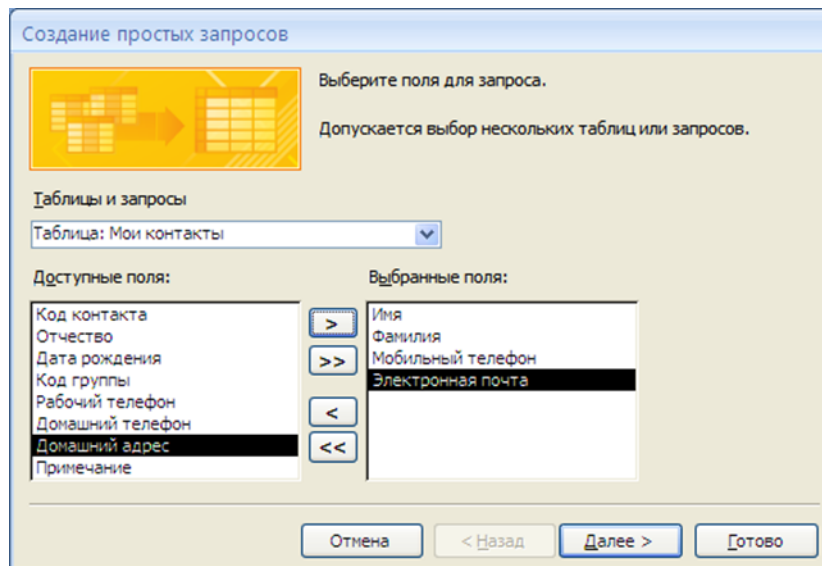 Создание простых запросов
Выберите поля для запроса.
Допускается выбор нескольких таблиц или запросов.
Таблицы и запросы
Таблица: Мои контакты
Доступные поля:
Выбранные поля:
Код контакта
Отчество
Дата рождения
Код группы
Рабочий телефон
Домашний телефон
Домашний адрес
Примечание
>
>>
<
<<
Имя
Фамилия
Мобильный телефон
Электронная почта
Отмена
< Назад
Далее >
Готово